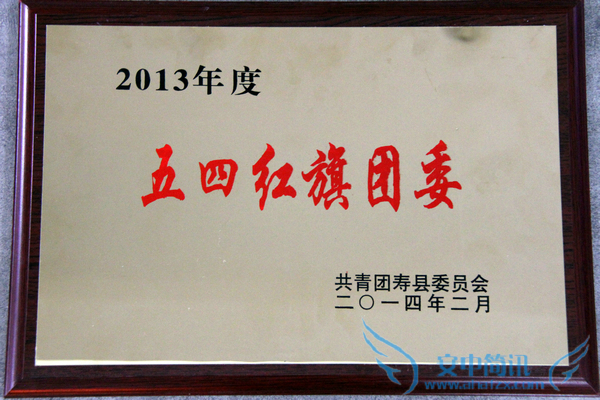 2013年度
五四红旗团委
共青团寿县委员会
二〇一四年二月
安中简讯